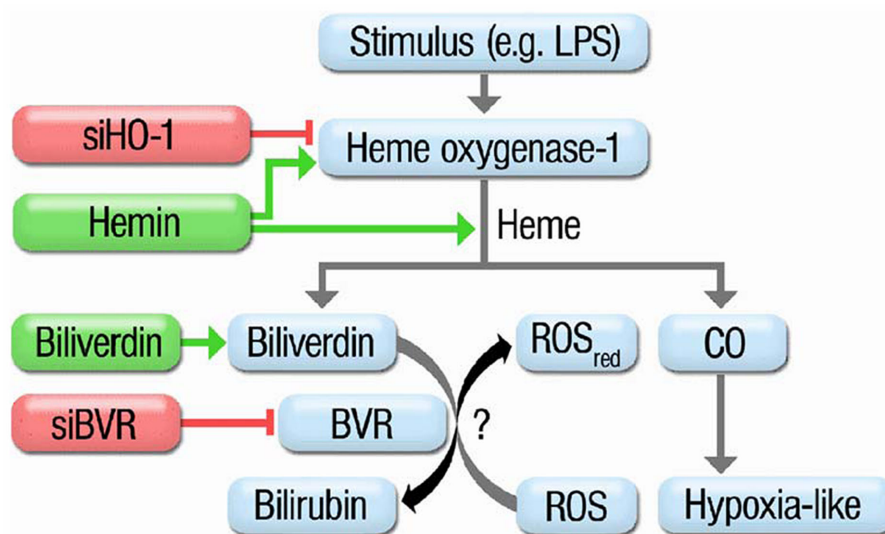 Stimulus (e.g. LPS)
siHO-1
Heme oxygenase-1
Hemin
Heme
Biliverdin
Biliverdin
ROSred
CO
siBVR
BVR
?
Bilirubin
ROS
Hypoxia-like